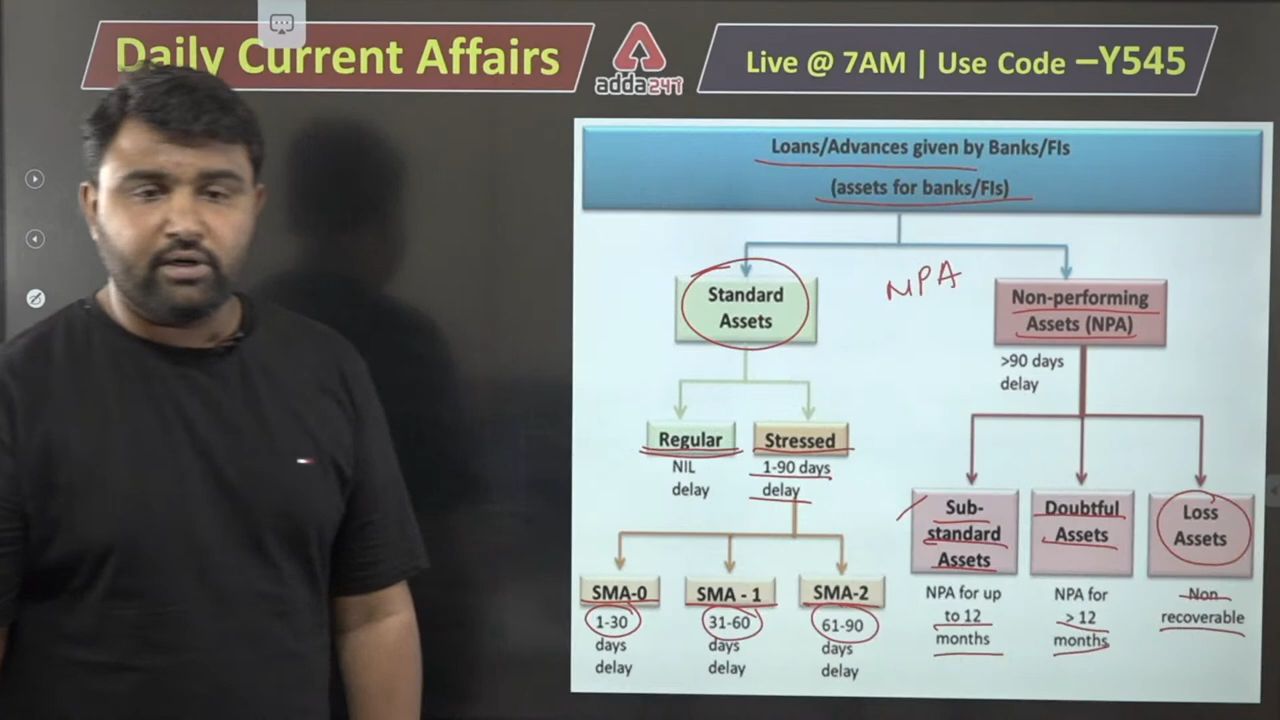 Daily Current Affairs
adda247
Live @ 7AM | Use Code –Y545
Loans/Advances given by Banks/FIs
(assets for banks/FIs)
NPA
Standard
Assets
Non-performing
Assets (NPA)
>90 days
delay
Regular
NIL
delay
Stressed
1-90 days
delay
SMA-0
1-30
days
delay
SMA - 1
31-60
days
delay
SMA-2
61-90
days
delay
Sub-
standard
Assets
NPA for up
to 12
months
Doubtful
Assets
NPA for
> 12
months
Loss
Assets
Non
recoverable